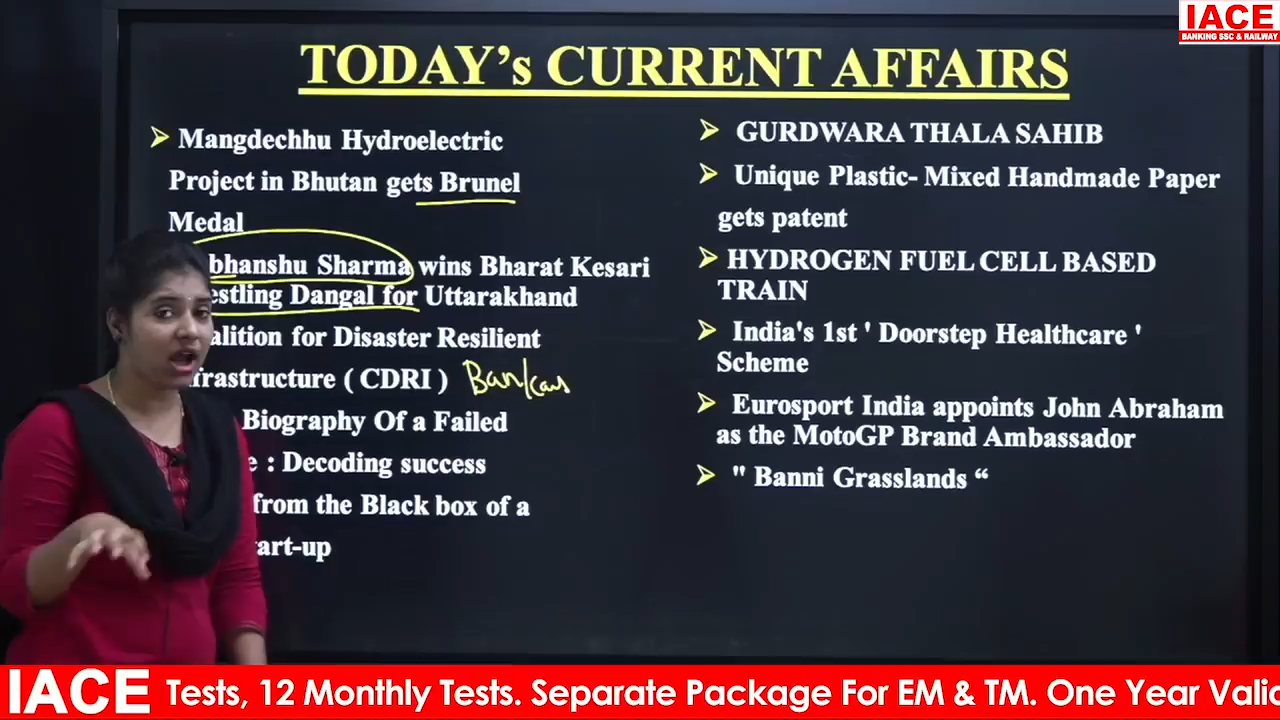 IACE
BANKING SSC & RAILWAY
TODAY's CURRENT AFFAIRS
➢ Mangdechhu Hydroelectric
Project in Bhutan gets Brunel
Medal
bhanshu Sharma wins Bharat Kesari
estling Dangal for Uttarakhand
alition for Disaster Resilient
frastructure ( CDRI )
Biography Of a Failed
e : Decoding success
from the Black box of a
art-up
➢ GURDWARA THALA SAHIB
➢ Unique Plastic- Mixed Handmade Paper
gets patent
➢ HYDROGEN FUEL CELL BASED
TRAIN
➢ India's 1st ' Doorstep Healthcare '
Scheme
➢ Eurosport India appoints John Abraham
as the MotoGP Brand Ambassador
➢ " Banni Grasslands “
IACE Tests, 12 Monthly Tests. Separate Package For EM & TM. One Year Valid